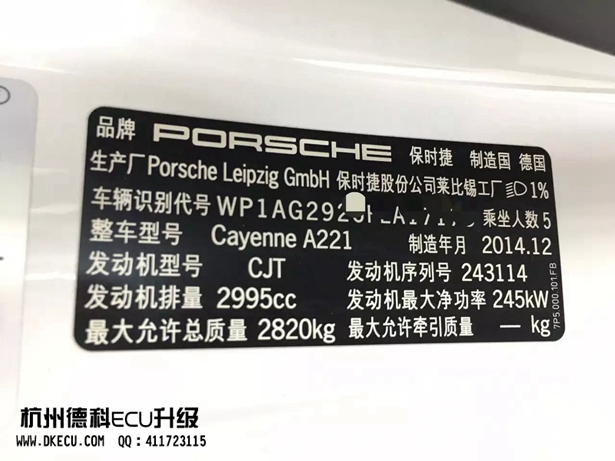 品牌 PORSCHE 保时捷 制造国 德国
生产厂 Porsche Leipzig GmbH 保时捷股份公司莱比锡工厂 1%
车辆识别代号 乘坐人数 5
整车型号 Cayenne A221 制造年月 2014.12
发动机型号 CJT 发动机序列号 243114
发动机排量 2995cc 发动机最大净功率 245kW
最大允许总质量 2820kg 最大允许牵引质量 — kg
7P5.000.101.FB
杭州德科ECU升级
WWW.DKECU.COM QQ:411723115